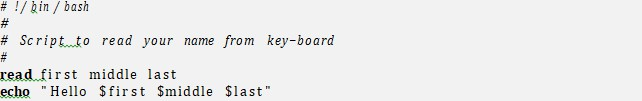 # !/ bin / bash
#
# Script to read your name from key-board
#
read first middle last
echo "Hello $first $middle $last"